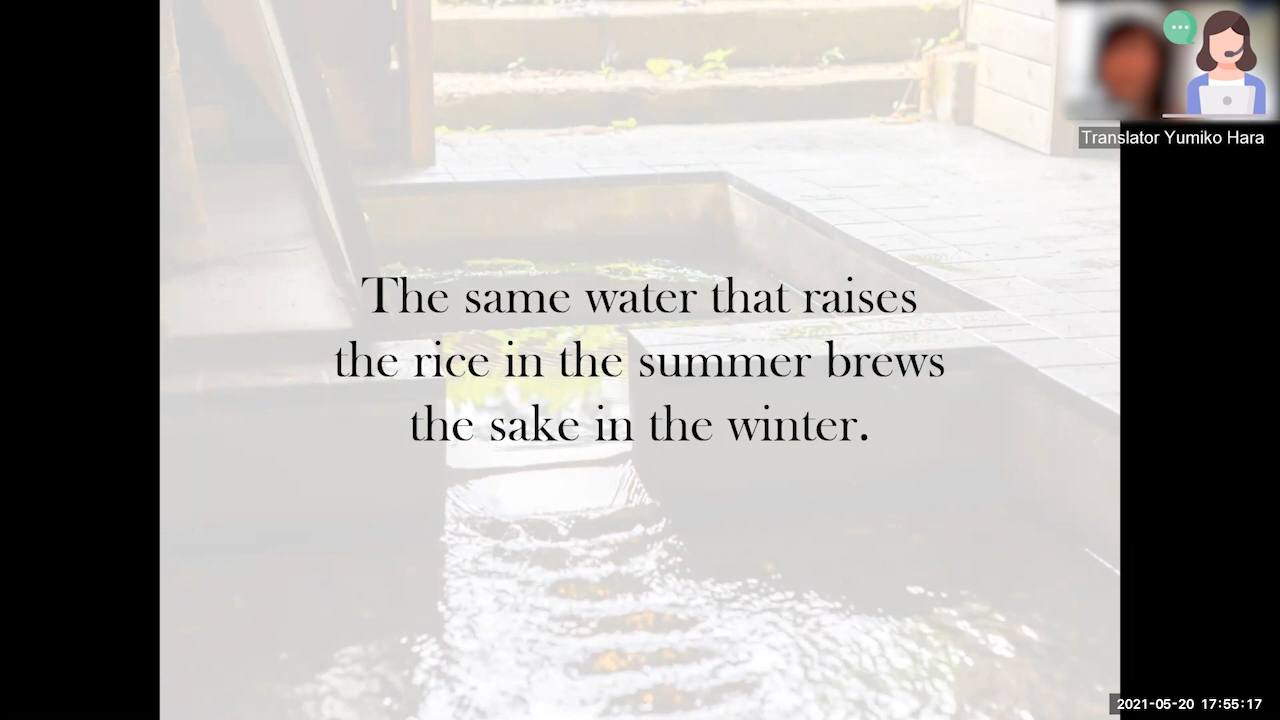 Translator Yumiko Hara
The same water that raises
the rice in the summer brews
the sake in the winter.
2021-05-20 17:55:17